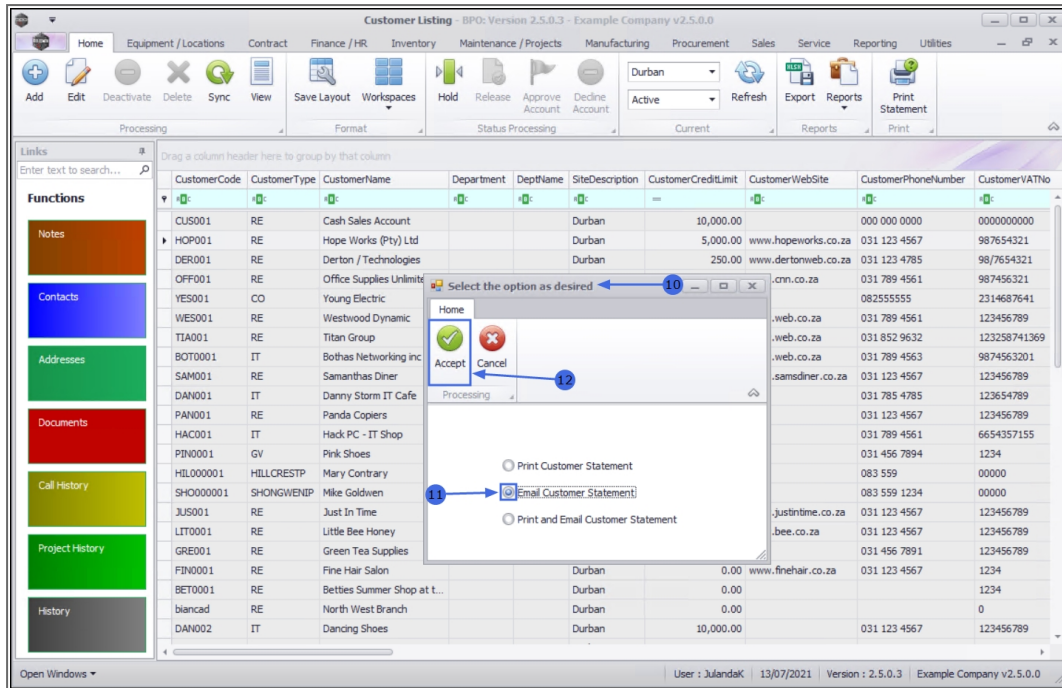 Customer Listing - BPO: Version 2.5.0.3 - Example Company v2.5.0.0
Home Equipment / Locations Contract Finance / HR Inventory Maintenance / Projects Manufacturing Procurement Sales Service Reporting Utilities
Add Edit Deactivate Delete Sync View Save Layout Workspaces Hold Release Approve Account Decline Account Durban Active Refresh Export Reports Print Statement
Processing Format Status Processing Current Reports Print
Links
Enter text to search...
Functions
Notes
Contacts
Addresses
Documents
Call History
Project History
History
Drag a column header here to group by that column
CustomerCode CustomerType CustomerName Department DeptName SiteDescription CustomerCreditLimit CustomerWebSite CustomerPhoneNumber CustomerVATNo
CUS001 RE Cash Sales Account Durban 10,000.00 000 000 0000 0000000000
HOP001 RE Hope Works (Pty) Ltd Durban 5,000.00 www.hopeworks.co.za 031 123 4567 987654321
DER001 RE Derton / Technologies Durban 250.00 www.dertonweb.co.za 031 123 4785 98/7654321
OFF001 RE Office Supplies Unlimite .cnn.co.za 031 789 4561 987456321
YES001 CO Young Electric 082555555 2314687641
WES001 RE Westwood Dynamic .web.co.za 031 789 4561 123456789
TIA001 RE Titan Group .web.co.za 031 852 9632 123258741369
BOT0001 IT Bothas Networking inc .web.co.za 031 789 4563 9874563201
SAM001 RE Samanthas Diner .samsdiner.co.za 031 123 4567 123456789
DAN001 IT Danny Storm IT Cafe 031 785 4785 123654789
PAN001 RE Panda Copiers 031 123 4567 123456789
HAC001 IT Hack PC - IT Shop 031 789 4561 6654357155
PIN0001 GV Pink Shoes 031 456 7894 1234
HIL000001 HILLCRESTP Mary Contrary 083 559 00000
SHO000001 SHONGWENIP Mike Goldwen 083 559 1234 00000
JUS001 RE Just In Time .justintime.co.za 031 123 4567 123456789
LIT0001 RE Little Bee Honey .bee.co.za 031 123 4567 123456789
GRE001 RE Green Tea Supplies 031 456 7891 123456789
FIN0001 RE Fine Hair Salon Durban 0.00 www.finehair.co.za 031 123 4567 1234
BET0001 RE Betties Summer Shop at t... Durban 0.00 1234
biancad RE North West Branch Durban 0.00 0
DAN002 IT Dancing Shoes Durban 10,000.00 031 123 4567 123456789
Select the option as desired 10
Home
Accept Cancel
12
Processing
Print Customer Statement
11 Email Customer Statement
Print and Email Customer Statement
Open Windows User : JulandaK 13/07/2021 Version : 2.5.0.3 Example Company v2.5.0.0